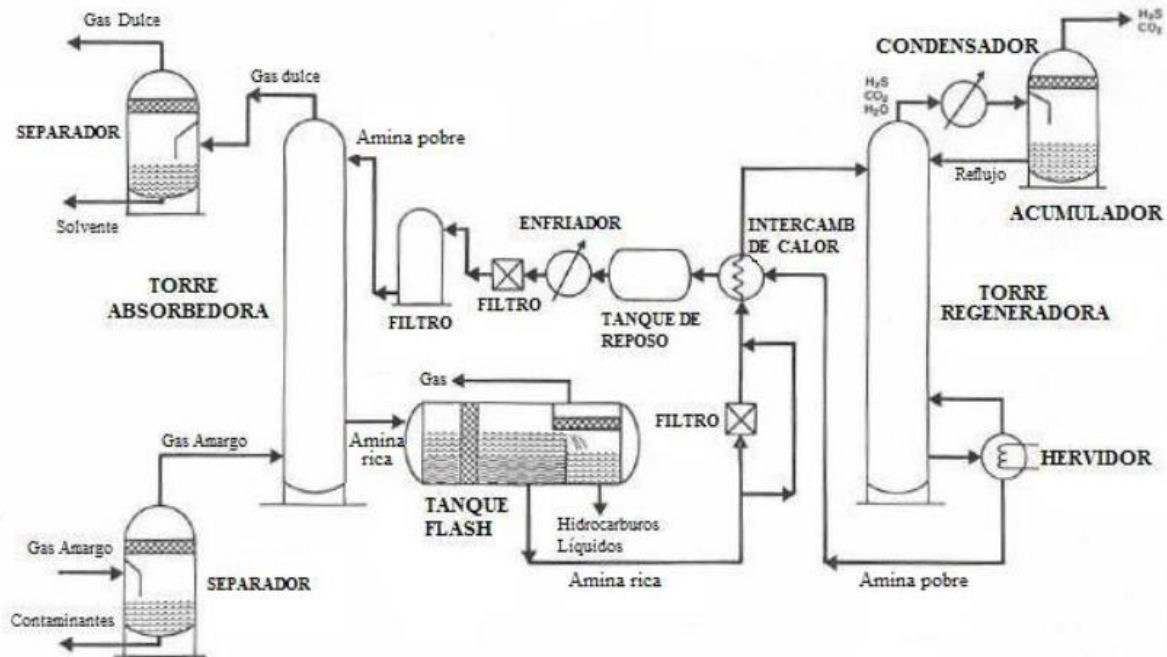 Gas Dulce
Gas dulce
SEPARADOR
Solvente
Amina pobre
H₂S
CO₂
CONDENSADOR
H₂S
CO₂
H₂O
Reflujo
ACUMULADOR
ENFRIADOR
INTERCAMB
DE CALOR
TORRE
ABSORBEDORA
FILTRO
FILTRO
TANQUE DE
REPOSO
TORRE
REGENERADORA
Gas
FILTRO
Gas Amargo
Amina
rica
HERVIDOR
TANQUE
FLASH
Hidrocarburos
Líquidos
Gas Amargo
SEPARADOR
Amina rica
Amina pobre
Contaminantes